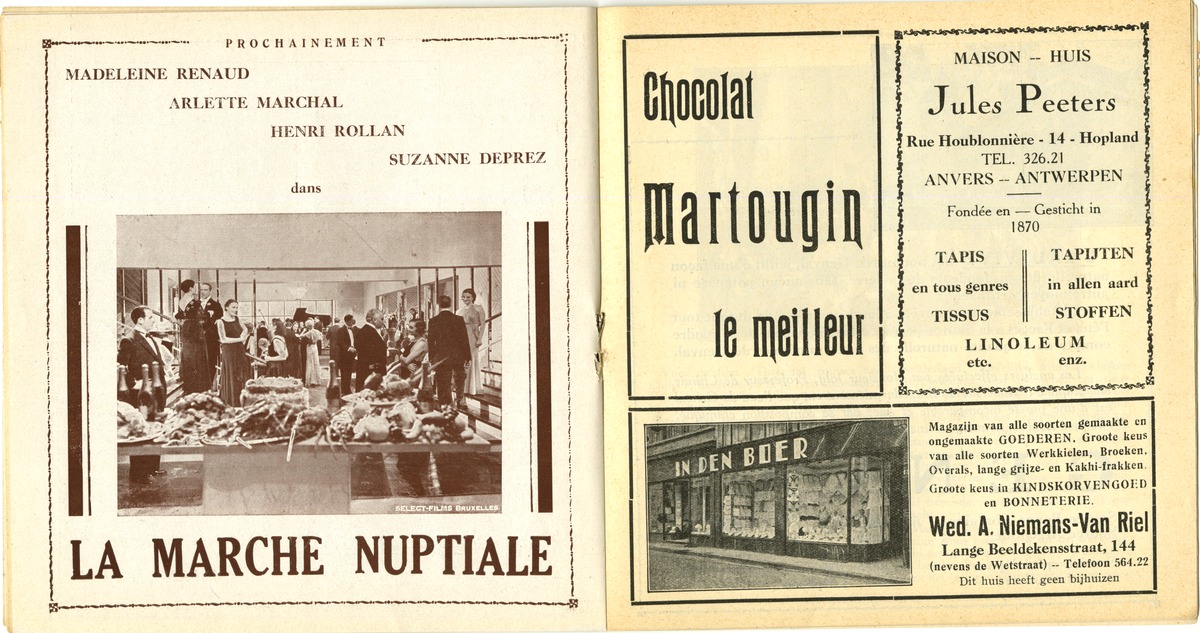 PROCHAINEMENT
MADELEINE RENAUD
ARLETTE MARCHAL
HENRI ROLLAN
SUZANNE DEPREZ
dans
SELECT-FILMS BRUXELLES
LA MARCHE NUPTIALE
Chocolat
Martougin
le meilleur
MAISON -- HUIS
Jules Peeters
Rue Houblonnière - 14 - Hopland
TEL. 326.21
ANVERS -- ANTWERPEN
Fondée en — Gesticht in
1870
TAPIS
en tous genres
TISSUS
TAPIJTEN
in allen aard
STOFFEN
LINOLEUM
etc. enz.
IN DEN BOER
Magazijn van alle soorten gemaakte en
ongemaakte GOEDEREN. Groote keus
van alle soorten Werkkielen, Broeken,
Overals, lange grijze- en Kakhi-frakken.
Groote keus in KINDSKORVENGOED
en BONNETERIE.
Wed. A. Niemans-Van Riel
Lange Beeldekensstraat, 144
(nevens de Wetstraat) -- Telefoon 564.22
Dit huis heeft geen bijhuizen